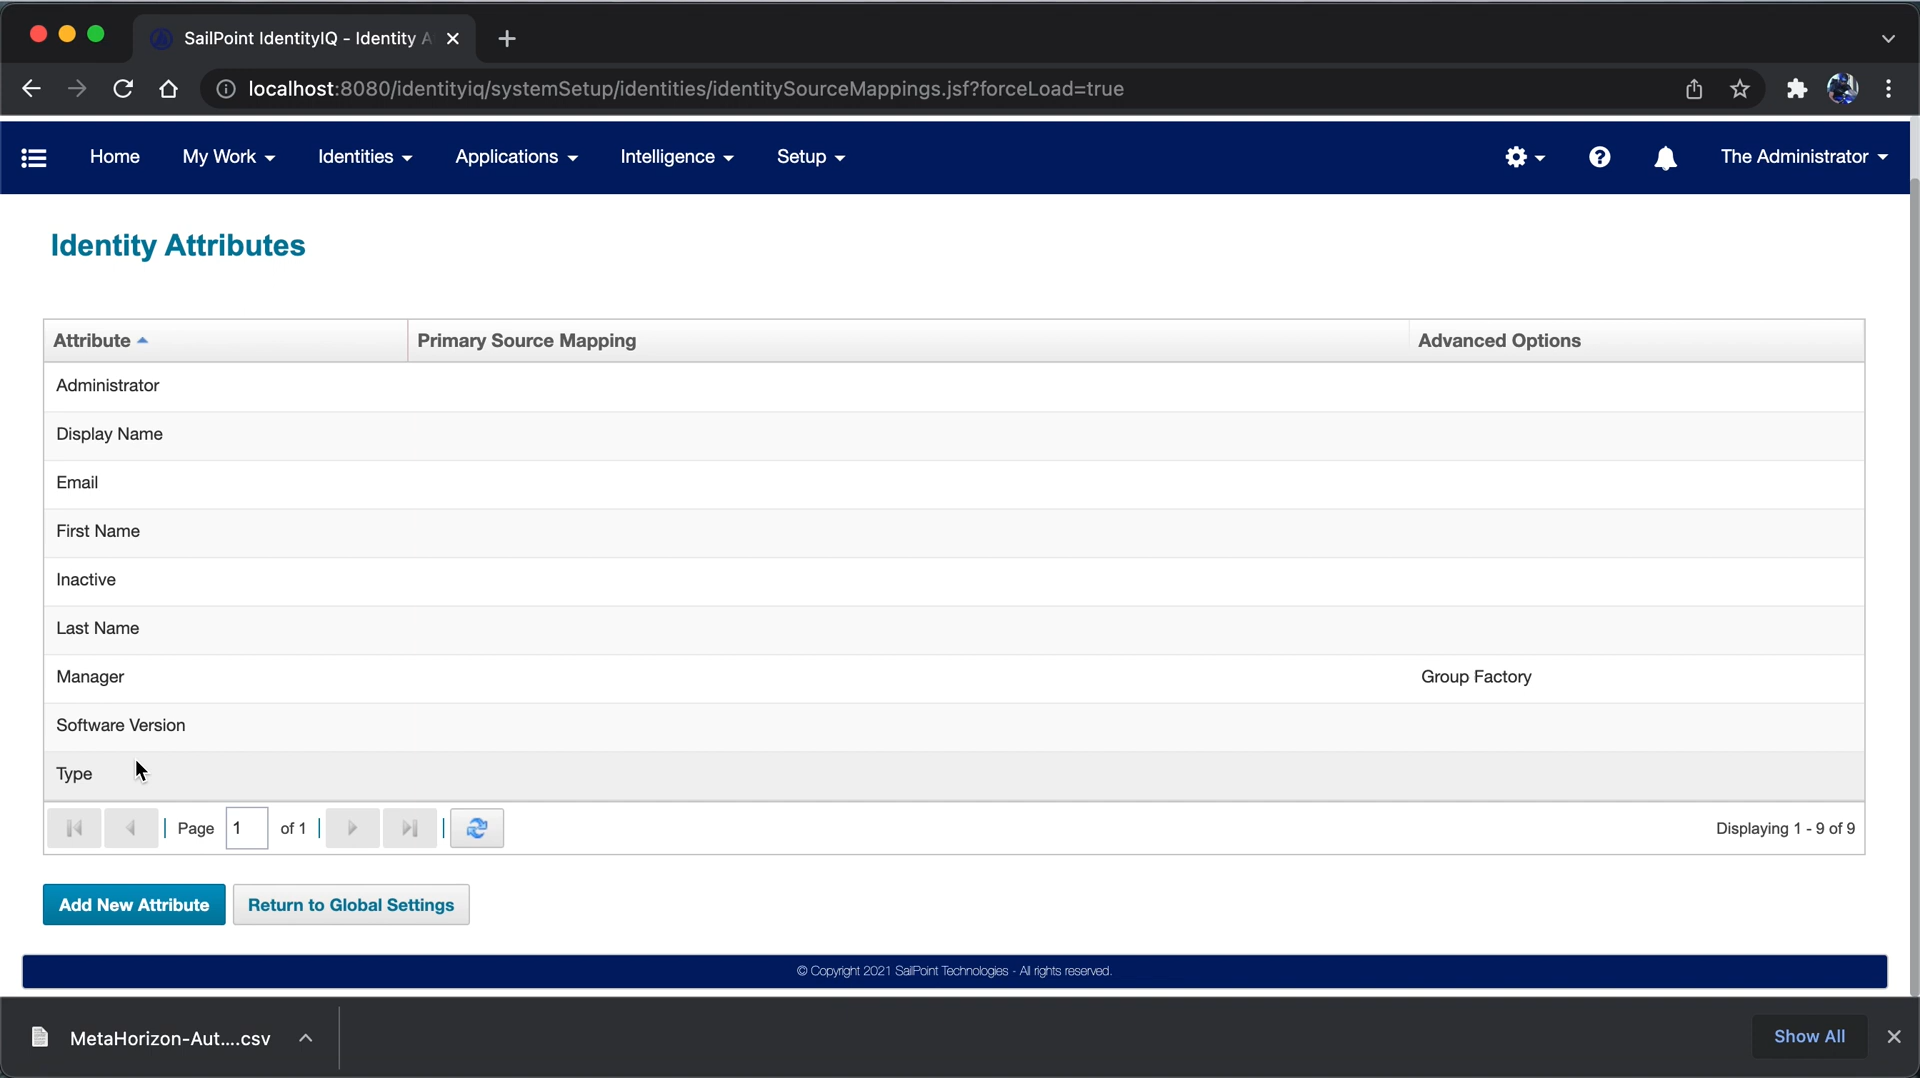 SailPoint IdentityIQ - Identity A
localhost:8080/identityiq/systemSetup/identities/identitySourceMappings.jsf?forceLoad=true
Home My Work Identities Applications Intelligence Setup The Administrator
Identity Attributes
Attribute Primary Source Mapping Advanced Options
Administrator
Display Name
Email
First Name
Inactive
Last Name
Manager Group Factory
Software Version
Type
Page 1 of 1 Displaying 1 - 9 of 9
Add New Attribute Return to Global Settings
© Copyright 2021 SailPoint Technologies - All rights reserved.
MetaHorizon-Aut....csv Show All